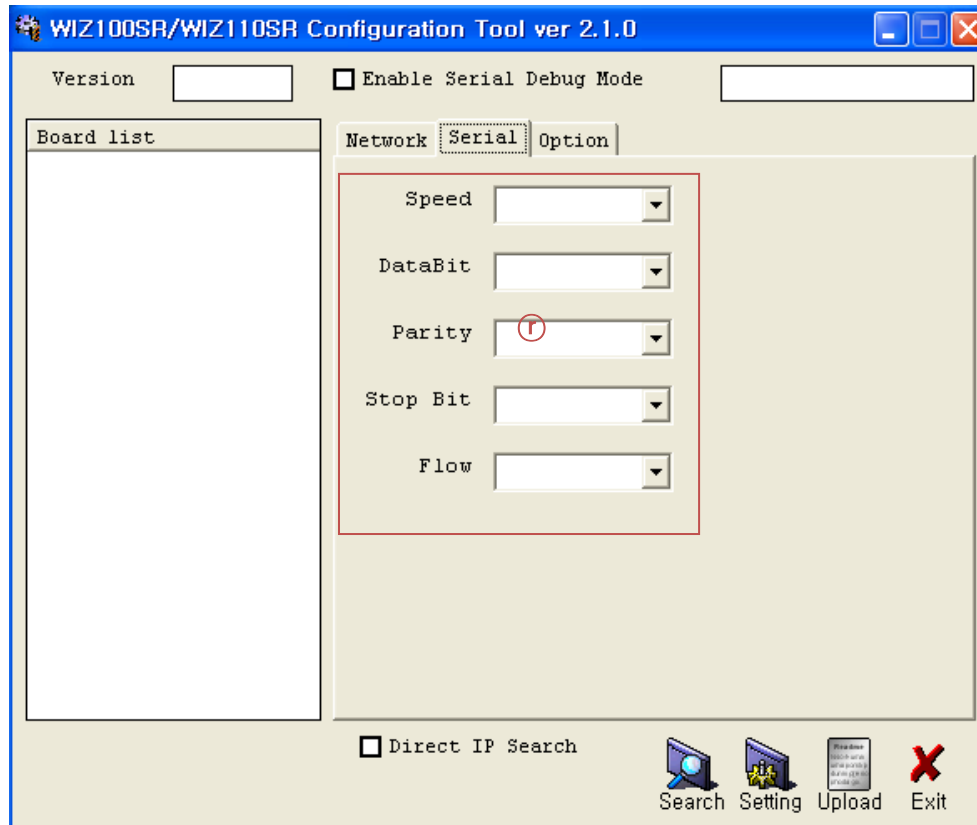 WIZ100SR/WIZ110SR Configuration Tool ver 2.1.0
Version
Enable Serial Debug Mode
Board list
Network Serial Option
Speed
DataBit
Parity ⓡ
Stop Bit
Flow
Direct IP Search
Readme
Search Setting Upload Exit